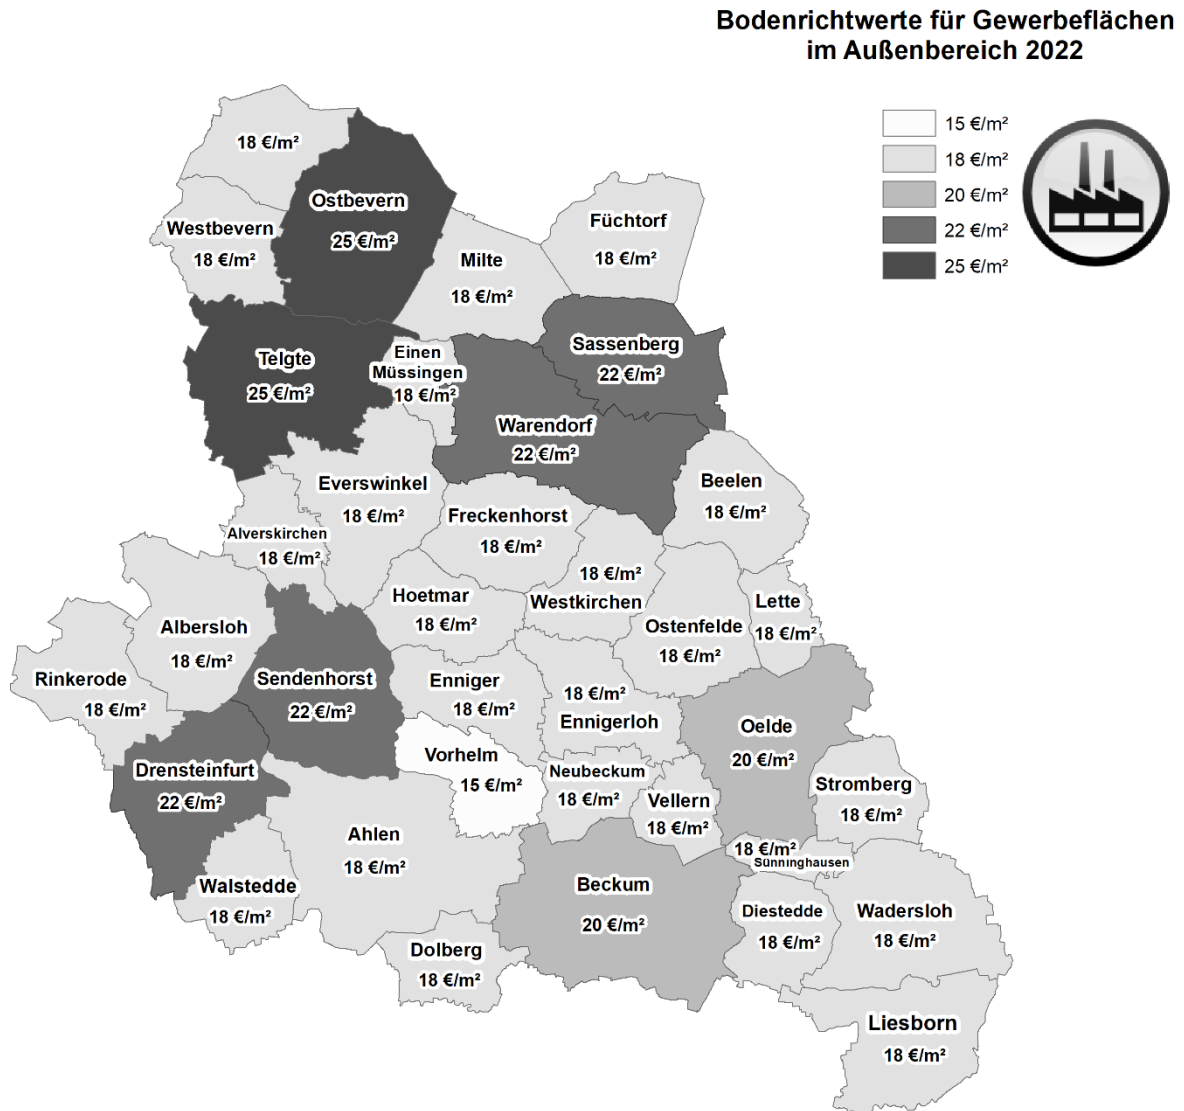 Bodenrichtwerte für Gewerbeflächen
im Außenbereich 2022
15 €/m²
18 €/m²
20 €/m²
22 €/m²
25 €/m²
18 €/m²
Ostbevern
25 €/m²
Westbevern
18 €/m²
Füchtorf
18 €/m²
Milte
18 €/m²
Telgte
25 €/m²
Einen
Müssingen
18 €/m²
Sassenberg
22 €/m²
Warendorf
22 €/m²
Everswinkel
18 €/m²
Beelen
18 €/m²
Freckenhorst
18 €/m²
Alverskirchen
18 €/m²
18 €/m²
Westkirchen
Hoetmar
18 €/m²
Lette
18 €/m²
Ostenfelde
18 €/m²
Albersloh
18 €/m²
Rinkerode
18 €/m²
Sendenhorst
22 €/m²
Enniger
18 €/m²
18 €/m²
Ennigerloh
Oelde
20 €/m²
Vorhelm
15 €/m²
Drensteinfurt
22 €/m²
Neubeckum
18 €/m²
Vellern
18 €/m²
Stromberg
18 €/m²
Ahlen
18 €/m²
18 €/m²
Sünninghausen
Walstedde
18 €/m²
Beckum
20 €/m²
Diestedde
18 €/m²
Wadersloh
18 €/m²
Dolberg
18 €/m²
Liesborn
18 €/m²